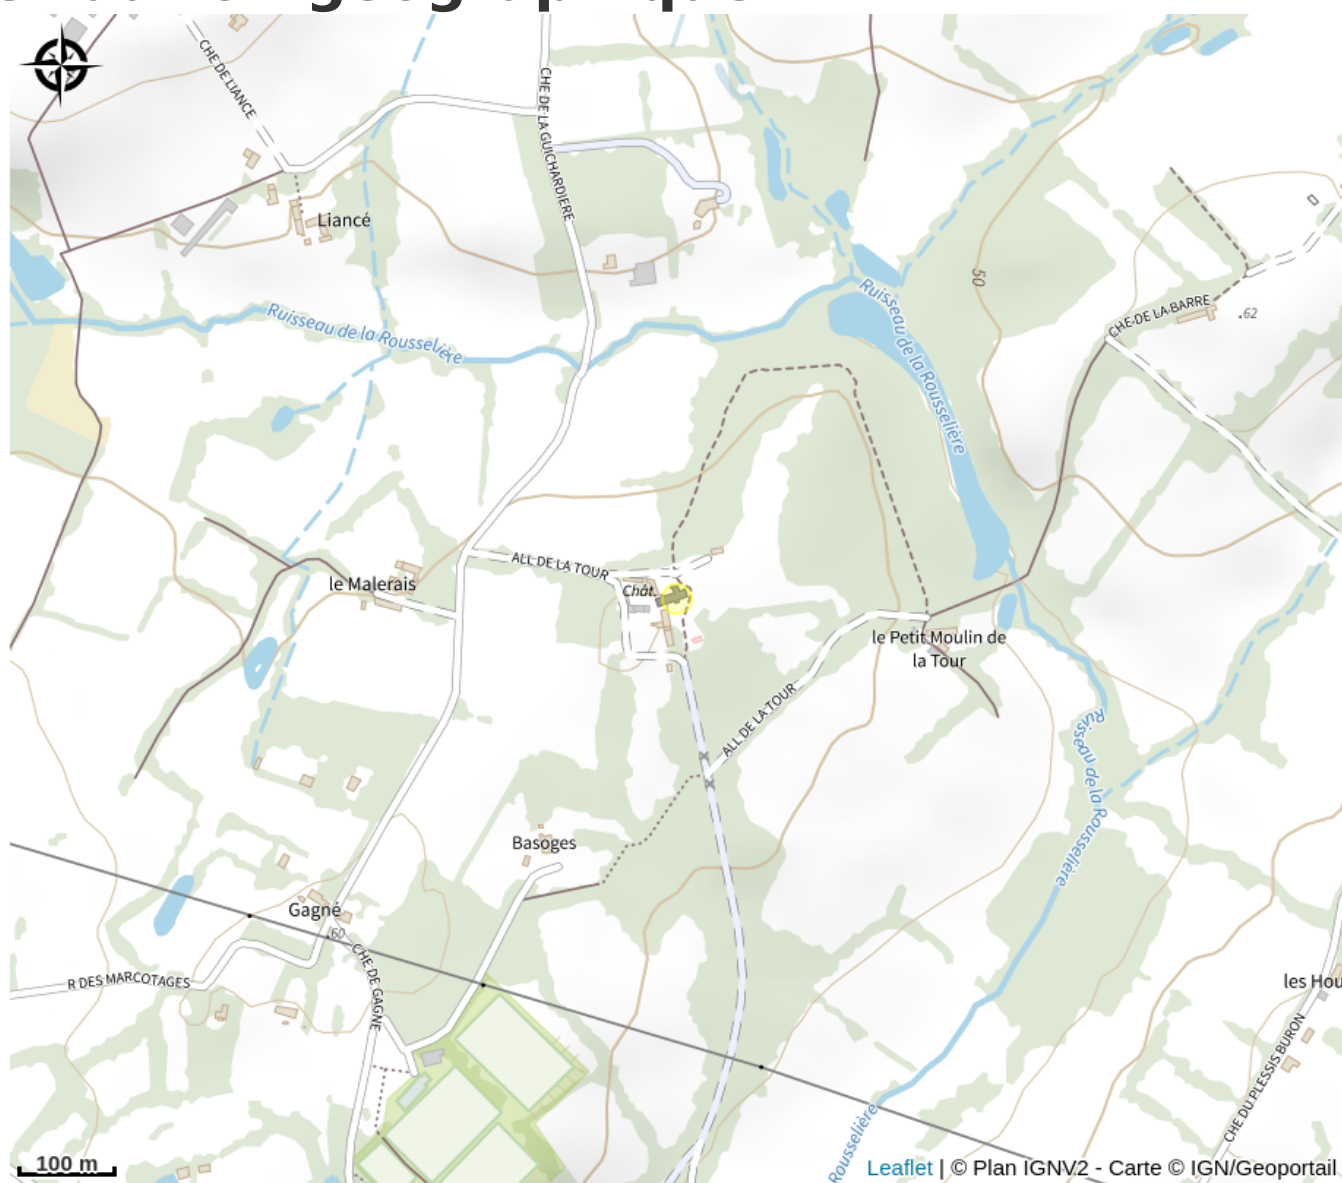 CHE DE LIANCE
CHE DE LA GUICHARDIERE
Liancé
50
CHE DE LA BARRE
.62
Ruisseau de la Rousselière
Ruisseau de la Rousselière
ALL DE LA TOUR
le Malerais
Chât.
le Petit Moulin de
la Tour
ALL DE LA TOUR
Ruisseau de la Rousselière
Basoges
Gagné
.60
CHE DE GAGNE
R DES MARCOTAGES
les Hou
CHE DU PLESSIS BURON
Rousselière
100 m
Leaflet | © Plan IGNV2 - Carte © IGN/Geoportail